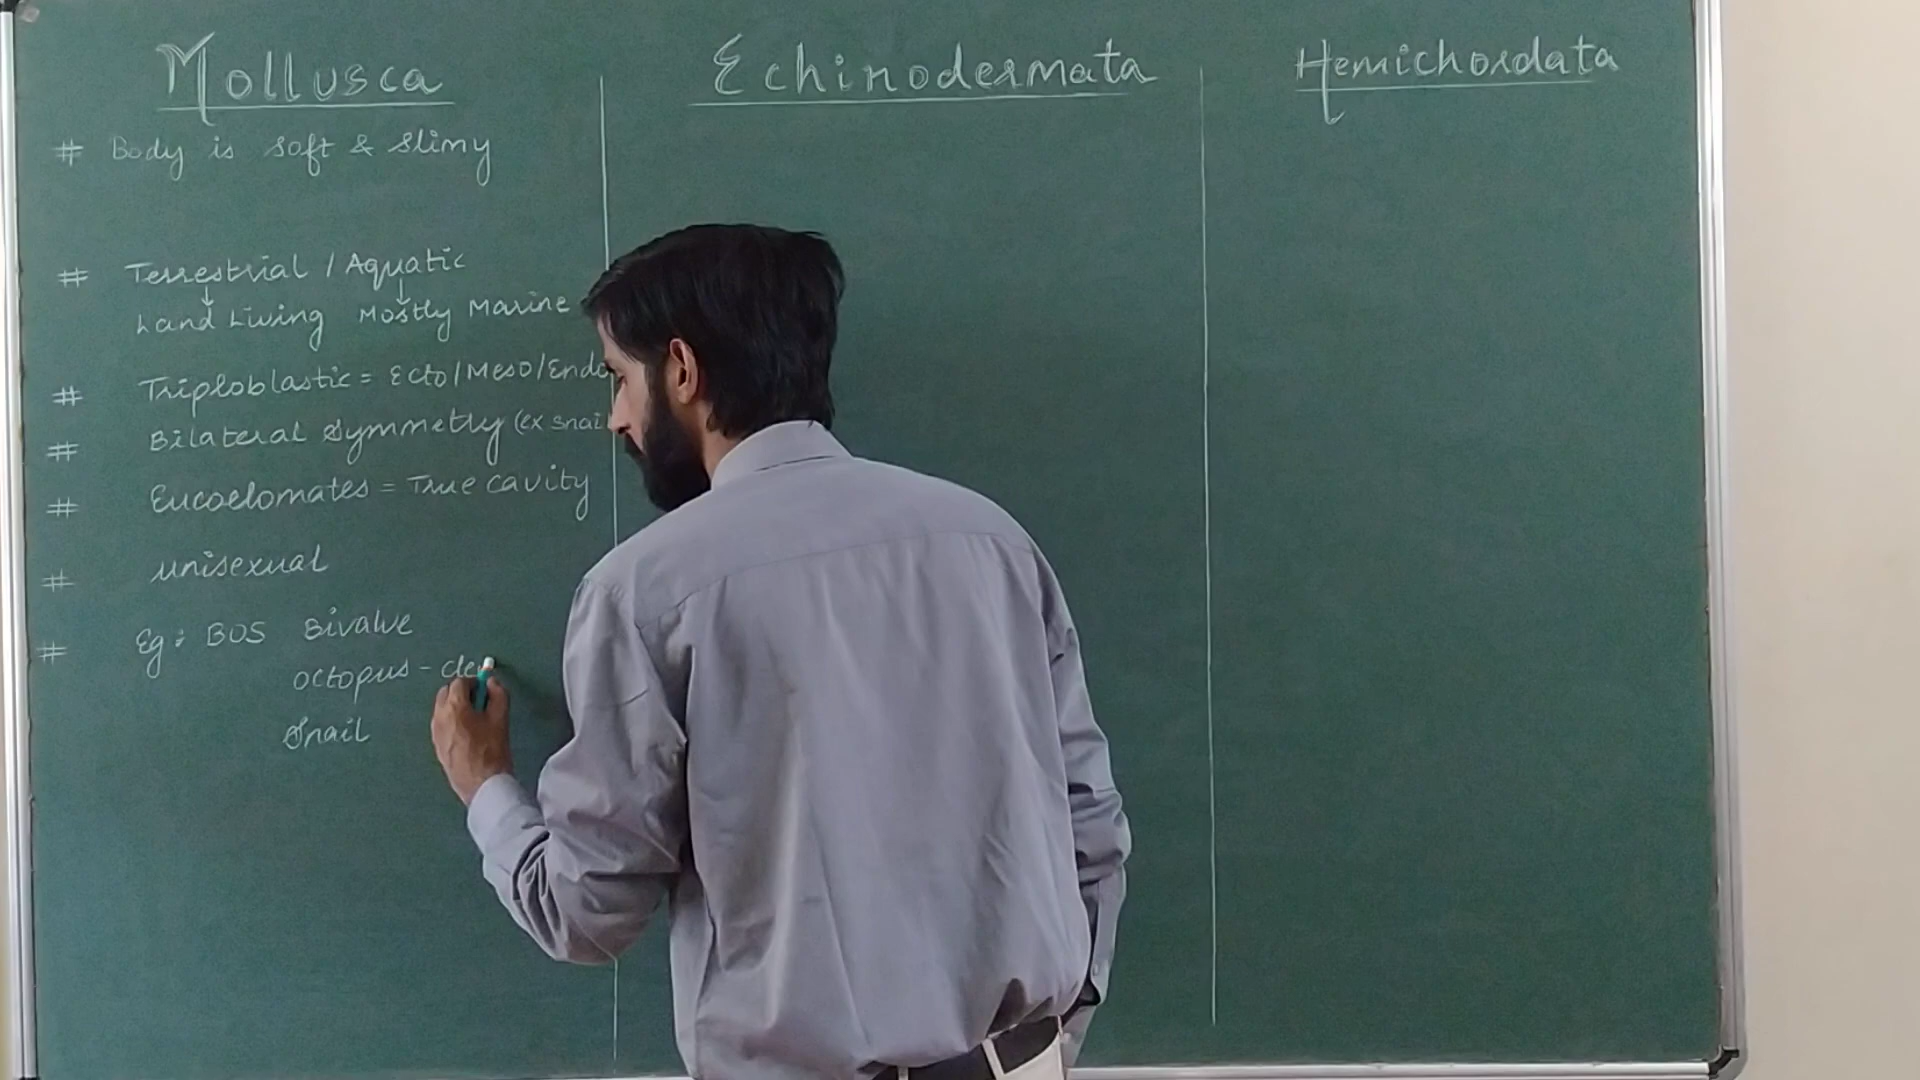 Mollusca
# Body is soft & slimy
# Terrestrial / Aquatic
↓ ↓
Land Living Mostly Marine
# Triploblastic = Ecto/Meso/Endo
# Bilateral symmetry (ex snail
# Eucoelomates = True cavity
# unisexual
# Eg: BOS Bivalve
octopus -
Snail
Echinodermata
Hemichordata